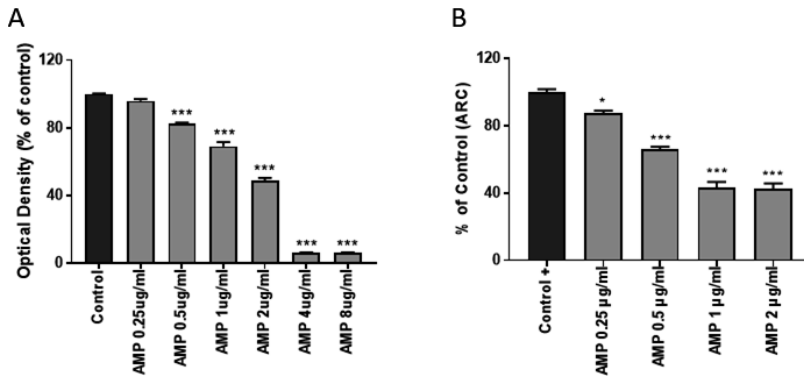 A
Optical Density (% of control)
120
80
40
0
***
***
***
***
***
Control
AMP 0.25ug/ml
AMP 0.5ug/ml
AMP 1ug/ml
AMP 2ug/ml
AMP 4ug/ml
AMP 8ug/ml
B
% of Control (ARC)
120
80
40
0
*
***
***
***
Control +
AMP 0.25 µg/ml
AMP 0.5 µg/ml
AMP 1 µg/ml
AMP 2 µg/ml